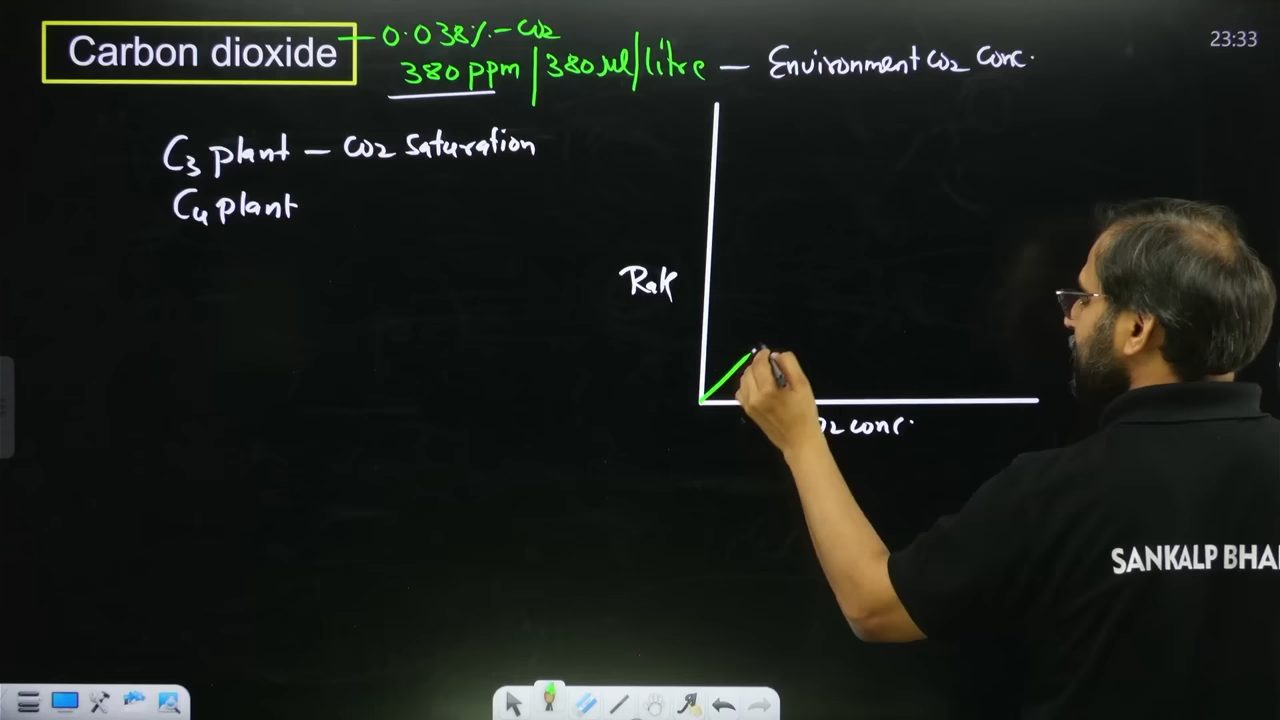 Carbon dioxide — 0.038%-CO2
380 ppm / 380 μl/litre — Environment CO2 Conc.
23:33
C3 plant — CO2 Saturation
C4 plant
Rate
O2 conc.
SANKALP BHA